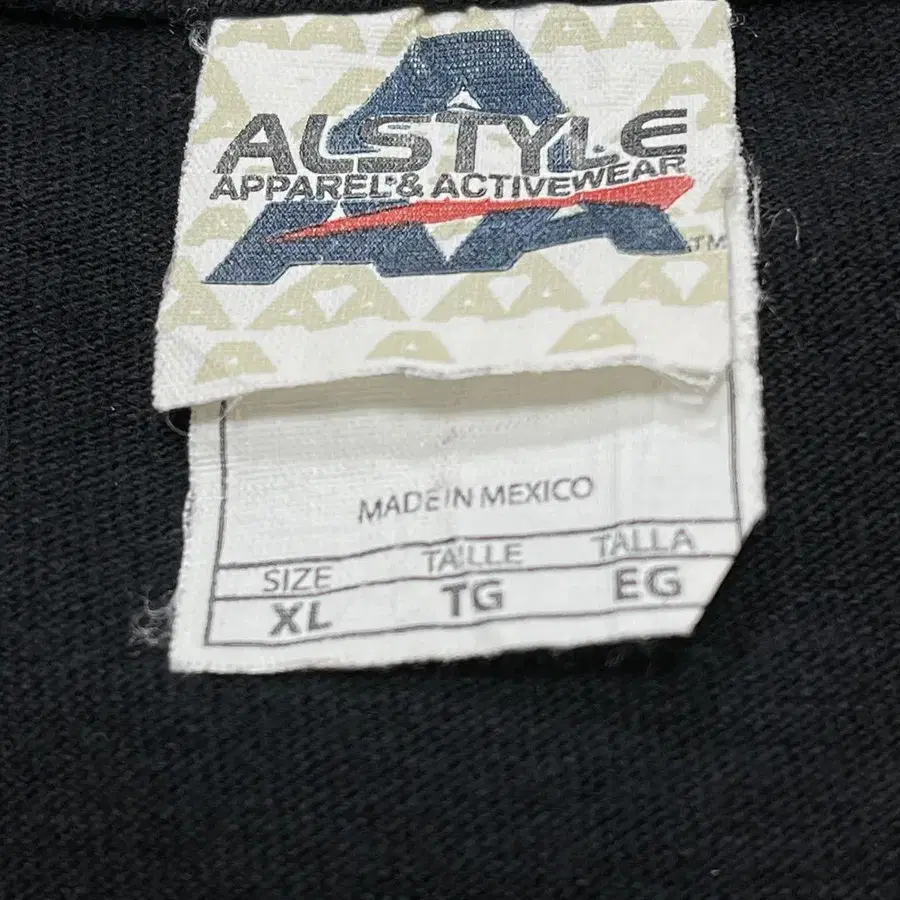 ALSTYLE
APPAREL & ACTIVEWEAR
TM
MADE IN MEXICO
SIZE TAILLE TALLA
XL TG EG